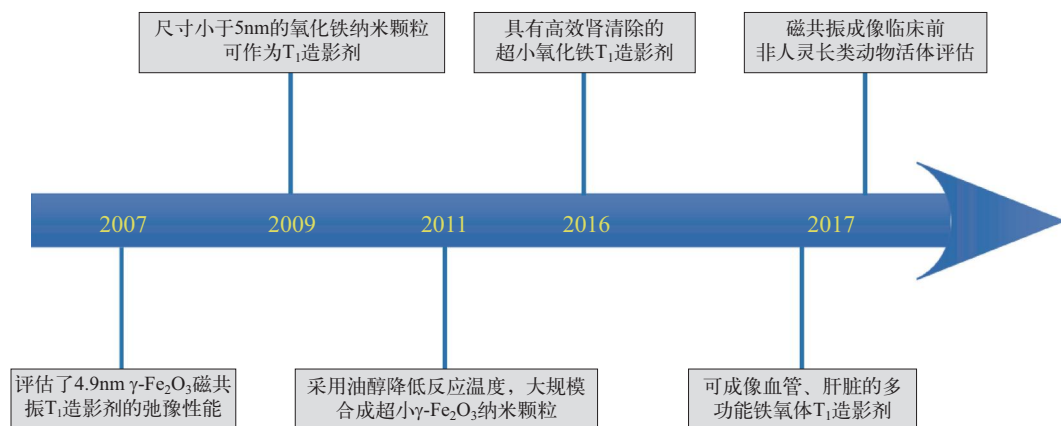 尺寸小于5nm的氧化铁纳米颗粒
可作为T₁造影剂
具有高效肾清除的
超小氧化铁T₁造影剂
磁共振成像临床前
非人灵长类动物活体评估
2007
2009
2011
2016
2017
评估了4.9nm γ-Fe₂O₃磁共
振T₁造影剂的弛豫性能
采用油醇降低反应温度，大规模
合成超小γ-Fe₂O₃纳米颗粒
可成像血管、肝脏的多
功能铁氧体T₁造影剂